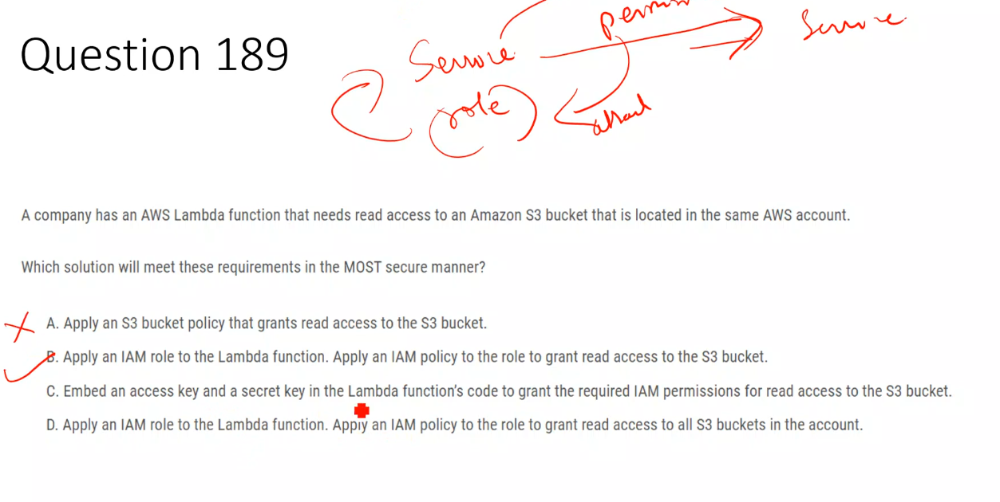 permi
Service
Service
Question 189
role
A company has an AWS Lambda function that needs read access to an Amazon S3 bucket that is located in the same AWS account.
Which solution will meet these requirements in the MOST secure manner?
A. Apply an S3 bucket policy that grants read access to the S3 bucket.
B. Apply an IAM role to the Lambda function. Apply an IAM policy to the role to grant read access to the S3 bucket.
C. Embed an access key and a secret key in the Lambda function's code to grant the required IAM permissions for read access to the S3 bucket.
D. Apply an IAM role to the Lambda function. Apply an IAM policy to the role to grant read access to all S3 buckets in the account.